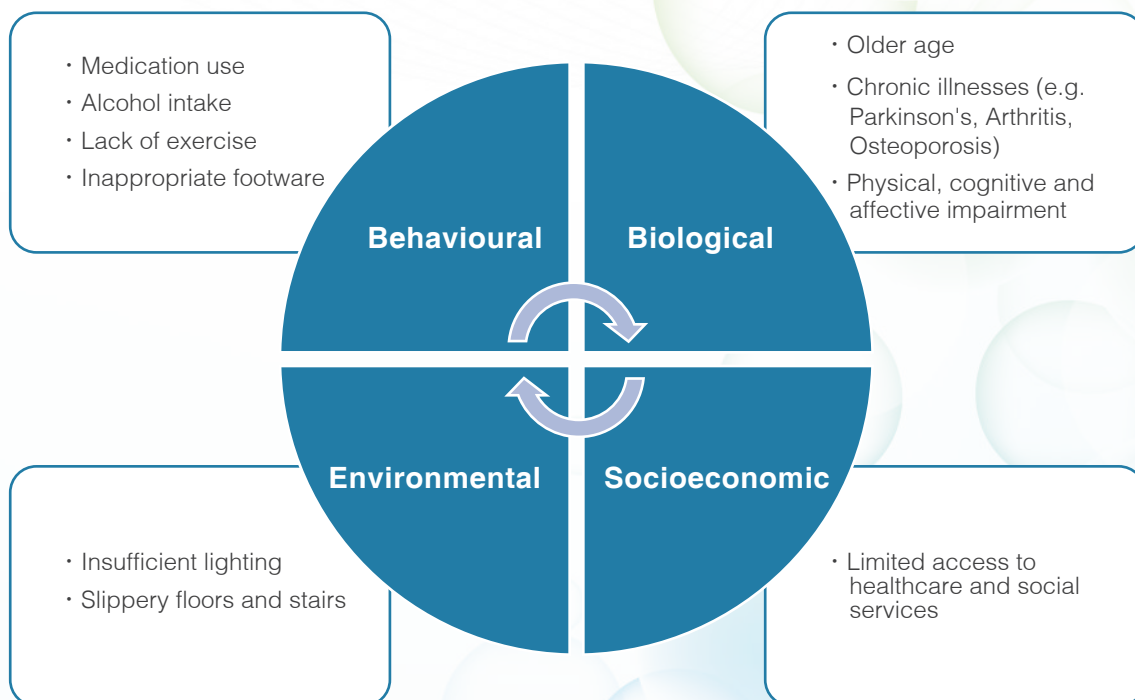 · Medication use
· Alcohol intake
· Lack of exercise
· Inappropriate footware
· Older age
· Chronic illnesses (e.g.
Parkinson's, Arthritis,
Osteoporosis)
· Physical, cognitive and
affective impairment
Behavioural
Biological
Environmental
Socioeconomic
· Insufficient lighting
· Slippery floors and stairs
· Limited access to
healthcare and social
services